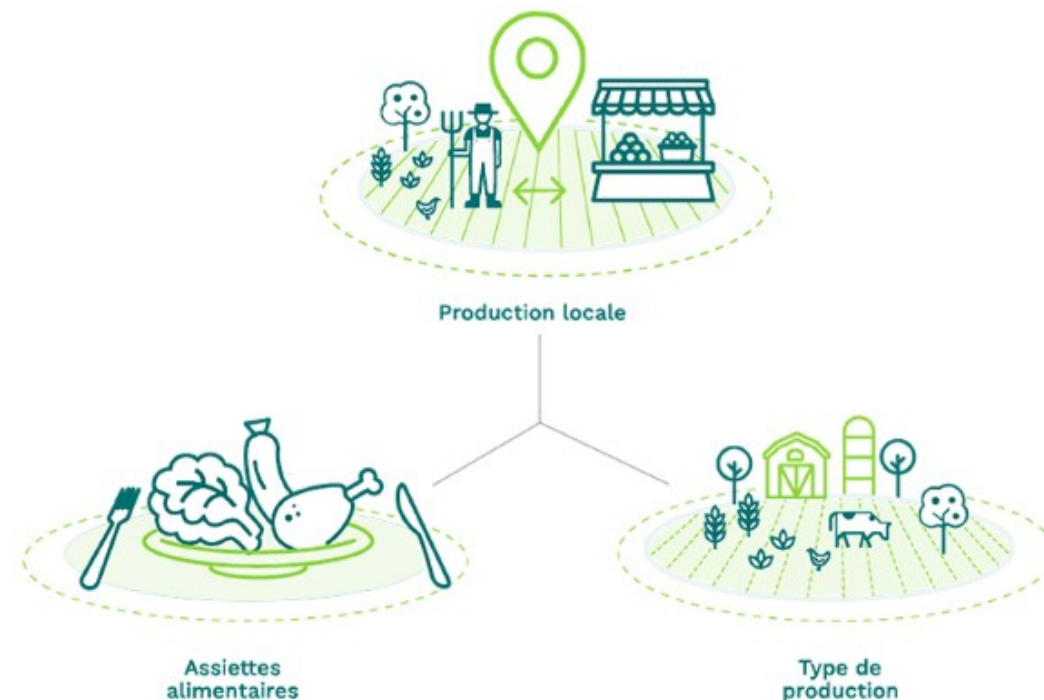 Production locale
Assiettes
alimentaires
Type de
production